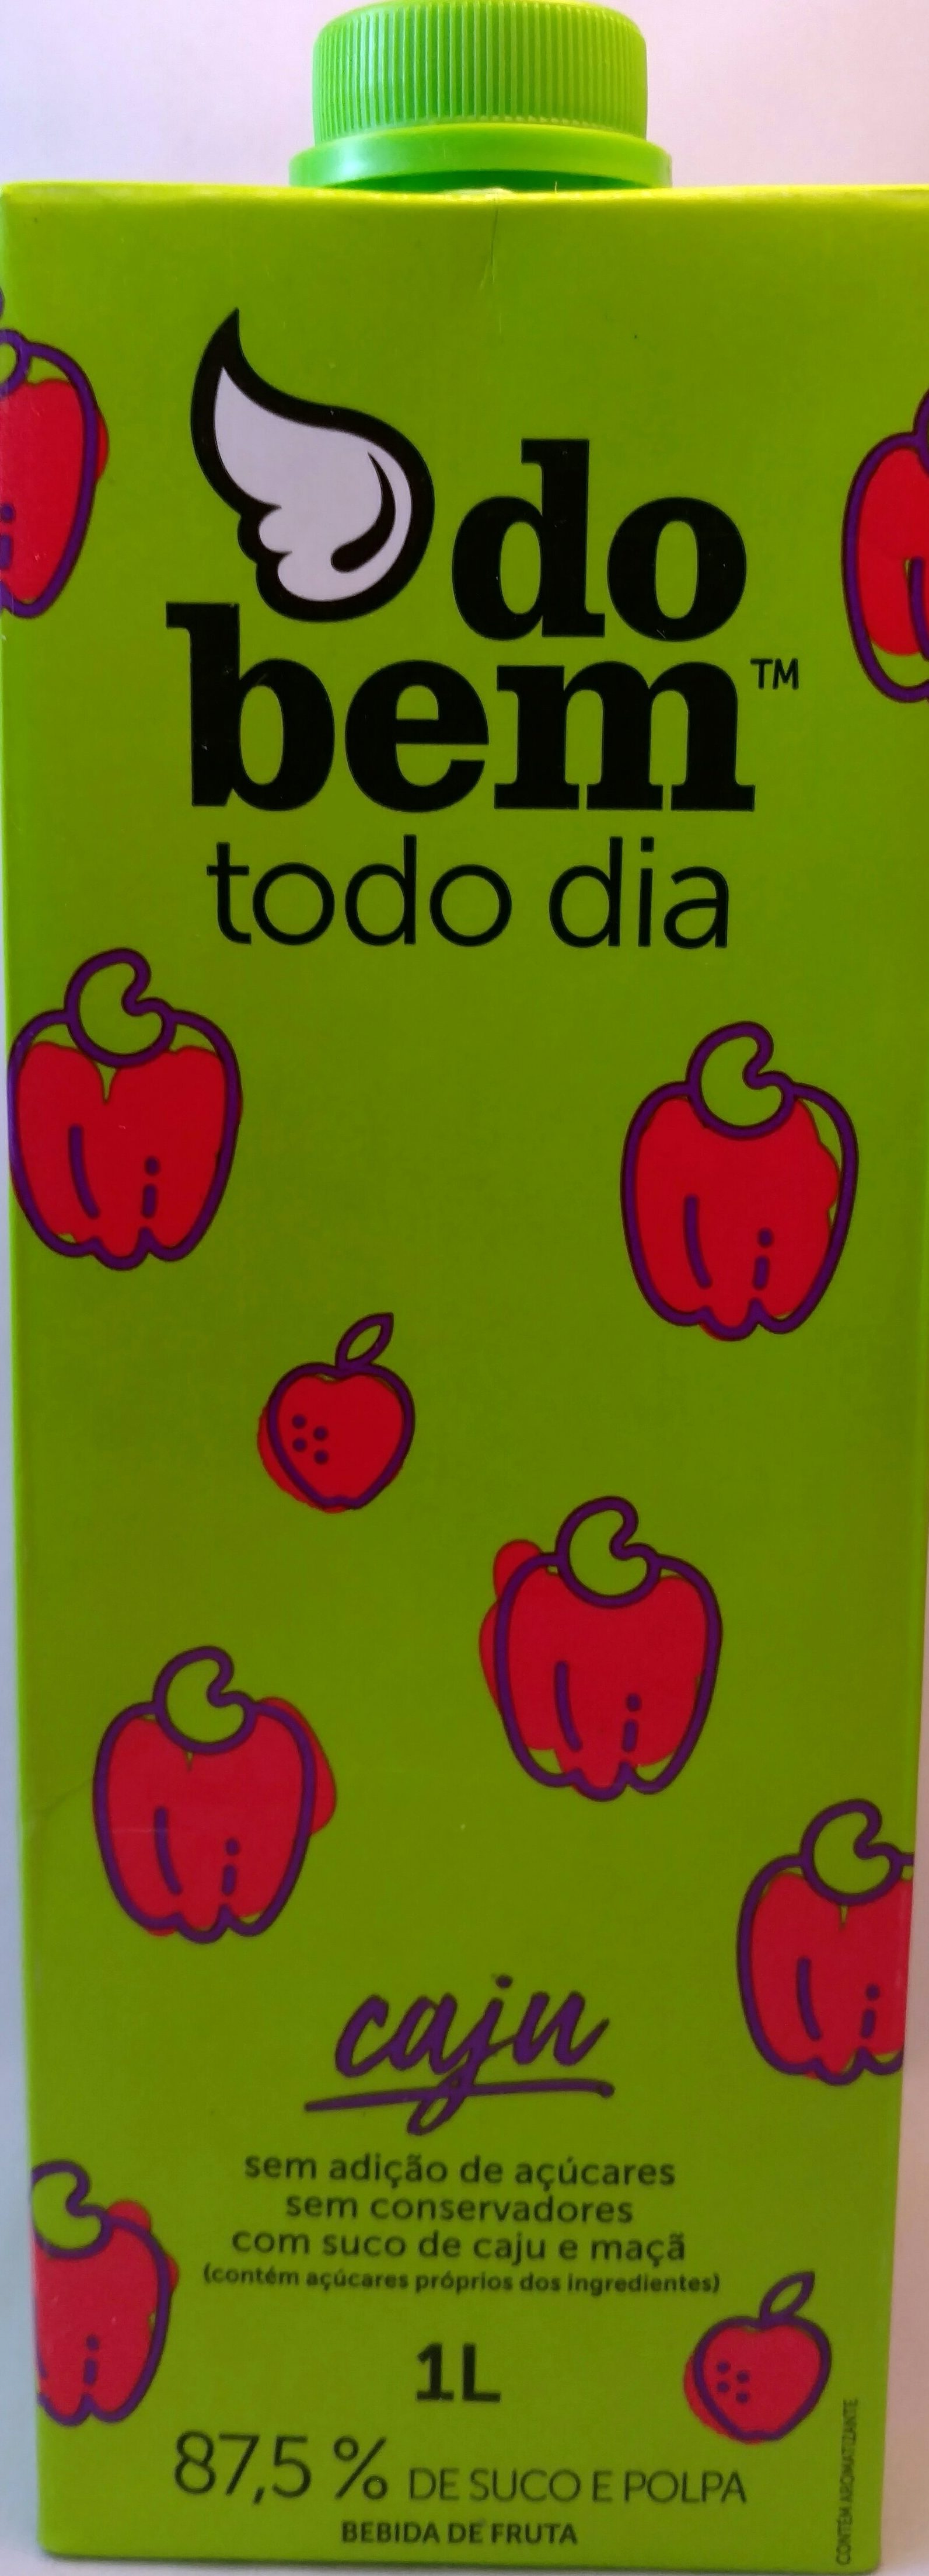 do
bem™
todo dia
caju
sem adição de açúcares
sem conservadores
com suco de caju e maçã
(contém açúcares próprios dos ingredientes)
1L
87,5 % DE SUCO E POLPA
BEBIDA DE FRUTA
CONTÉM AROMATIZANTE